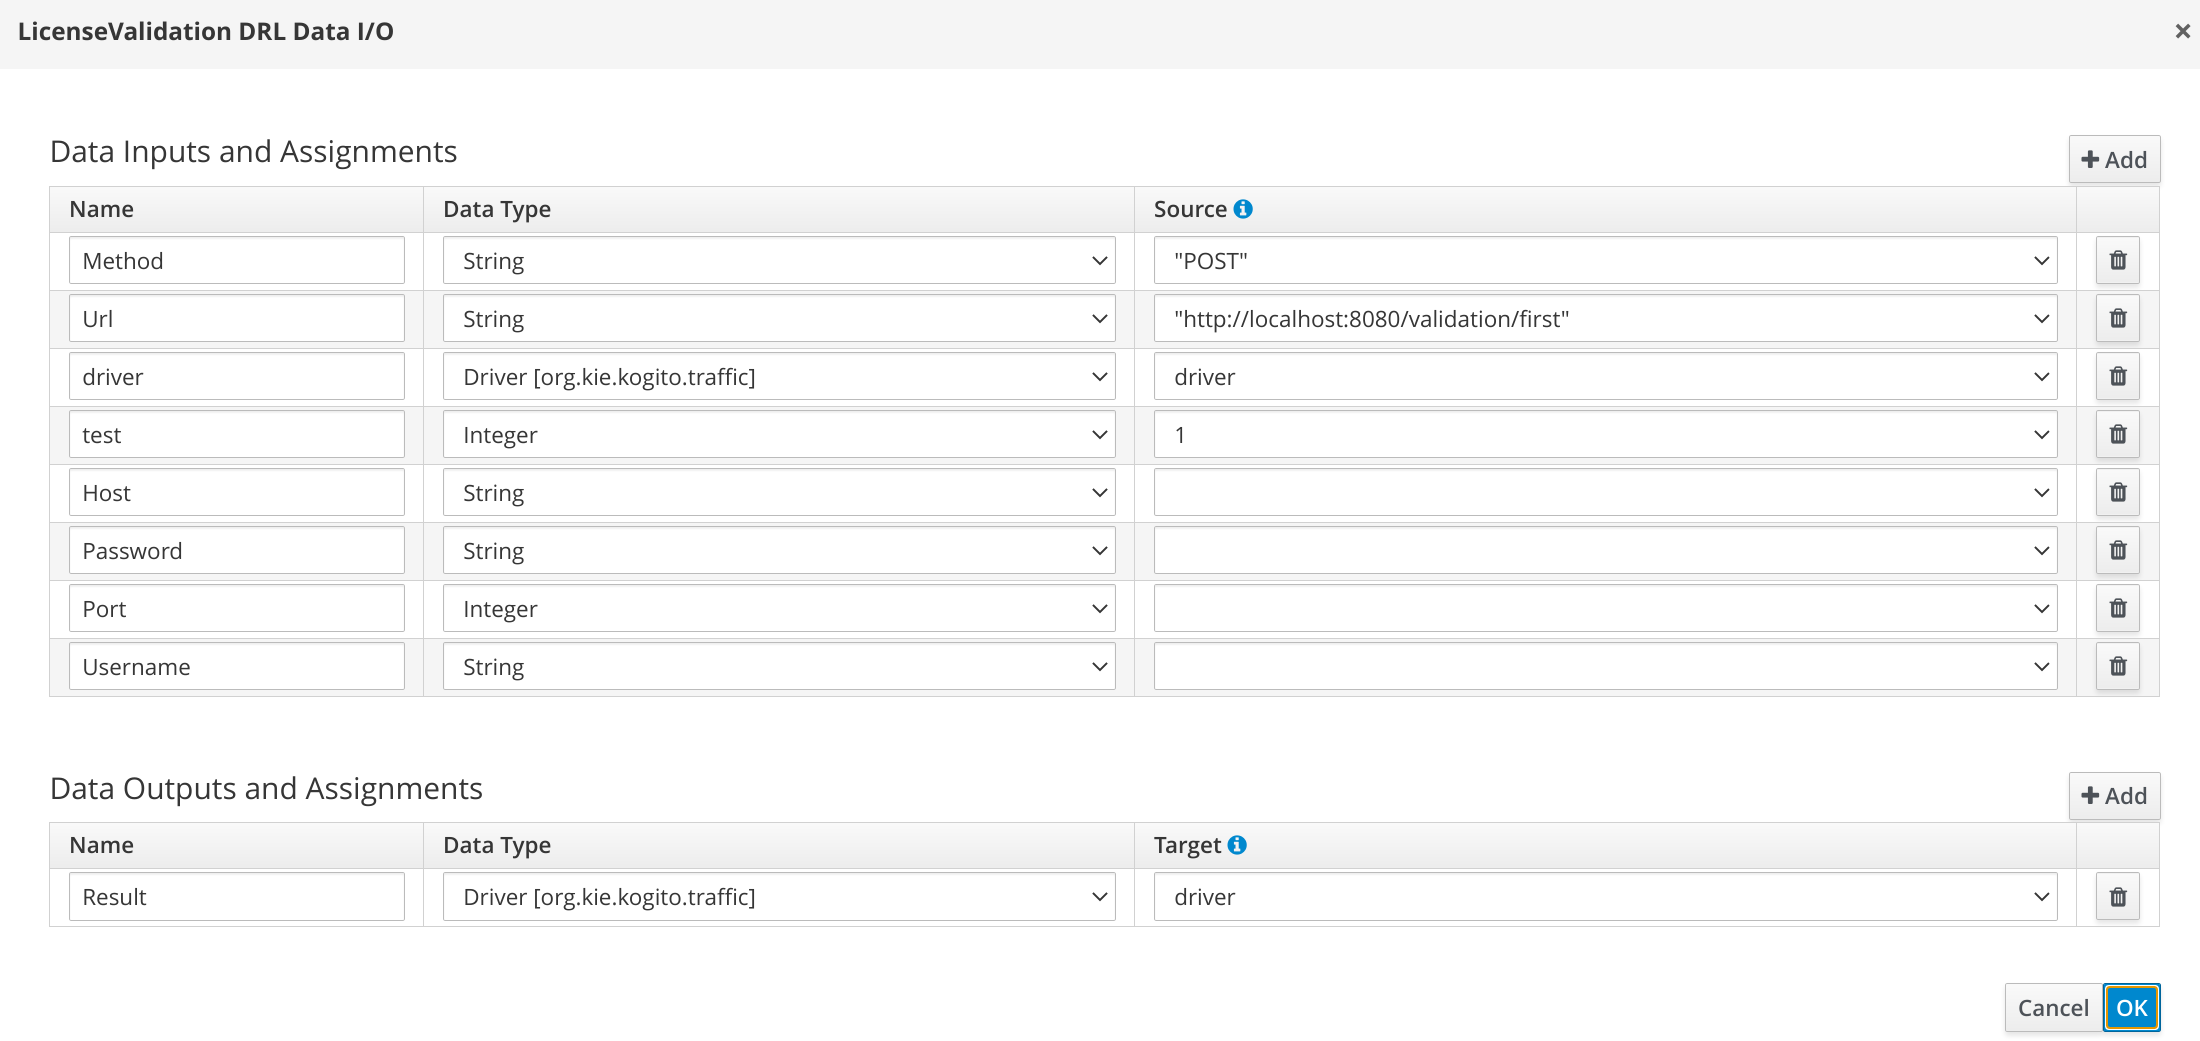 LicenseValidation DRL Data I/O
Data Inputs and Assignments
Add
Name Data Type Source
Method String "POST"
Url String "http://localhost:8080/validation/first"
driver Driver [org.kie.kogito.traffic] driver
test Integer 1
Host String
Password String
Port Integer
Username String
Data Outputs and Assignments
Add
Name Data Type Target
Result Driver [org.kie.kogito.traffic] driver
Cancel OK